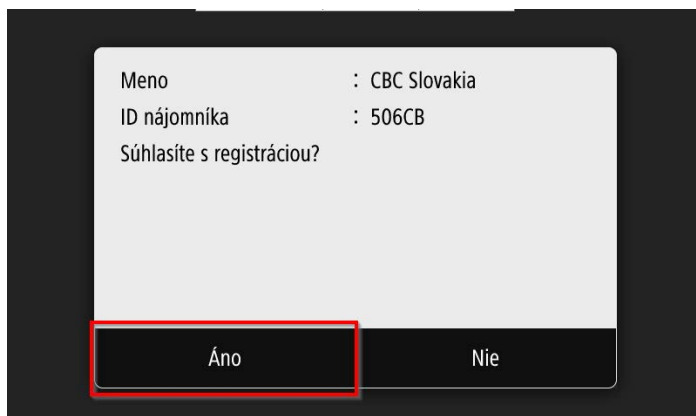 Meno : CBC Slovakia
ID nájomníka : 506CB
Súhlasíte s registráciou?
Áno Nie